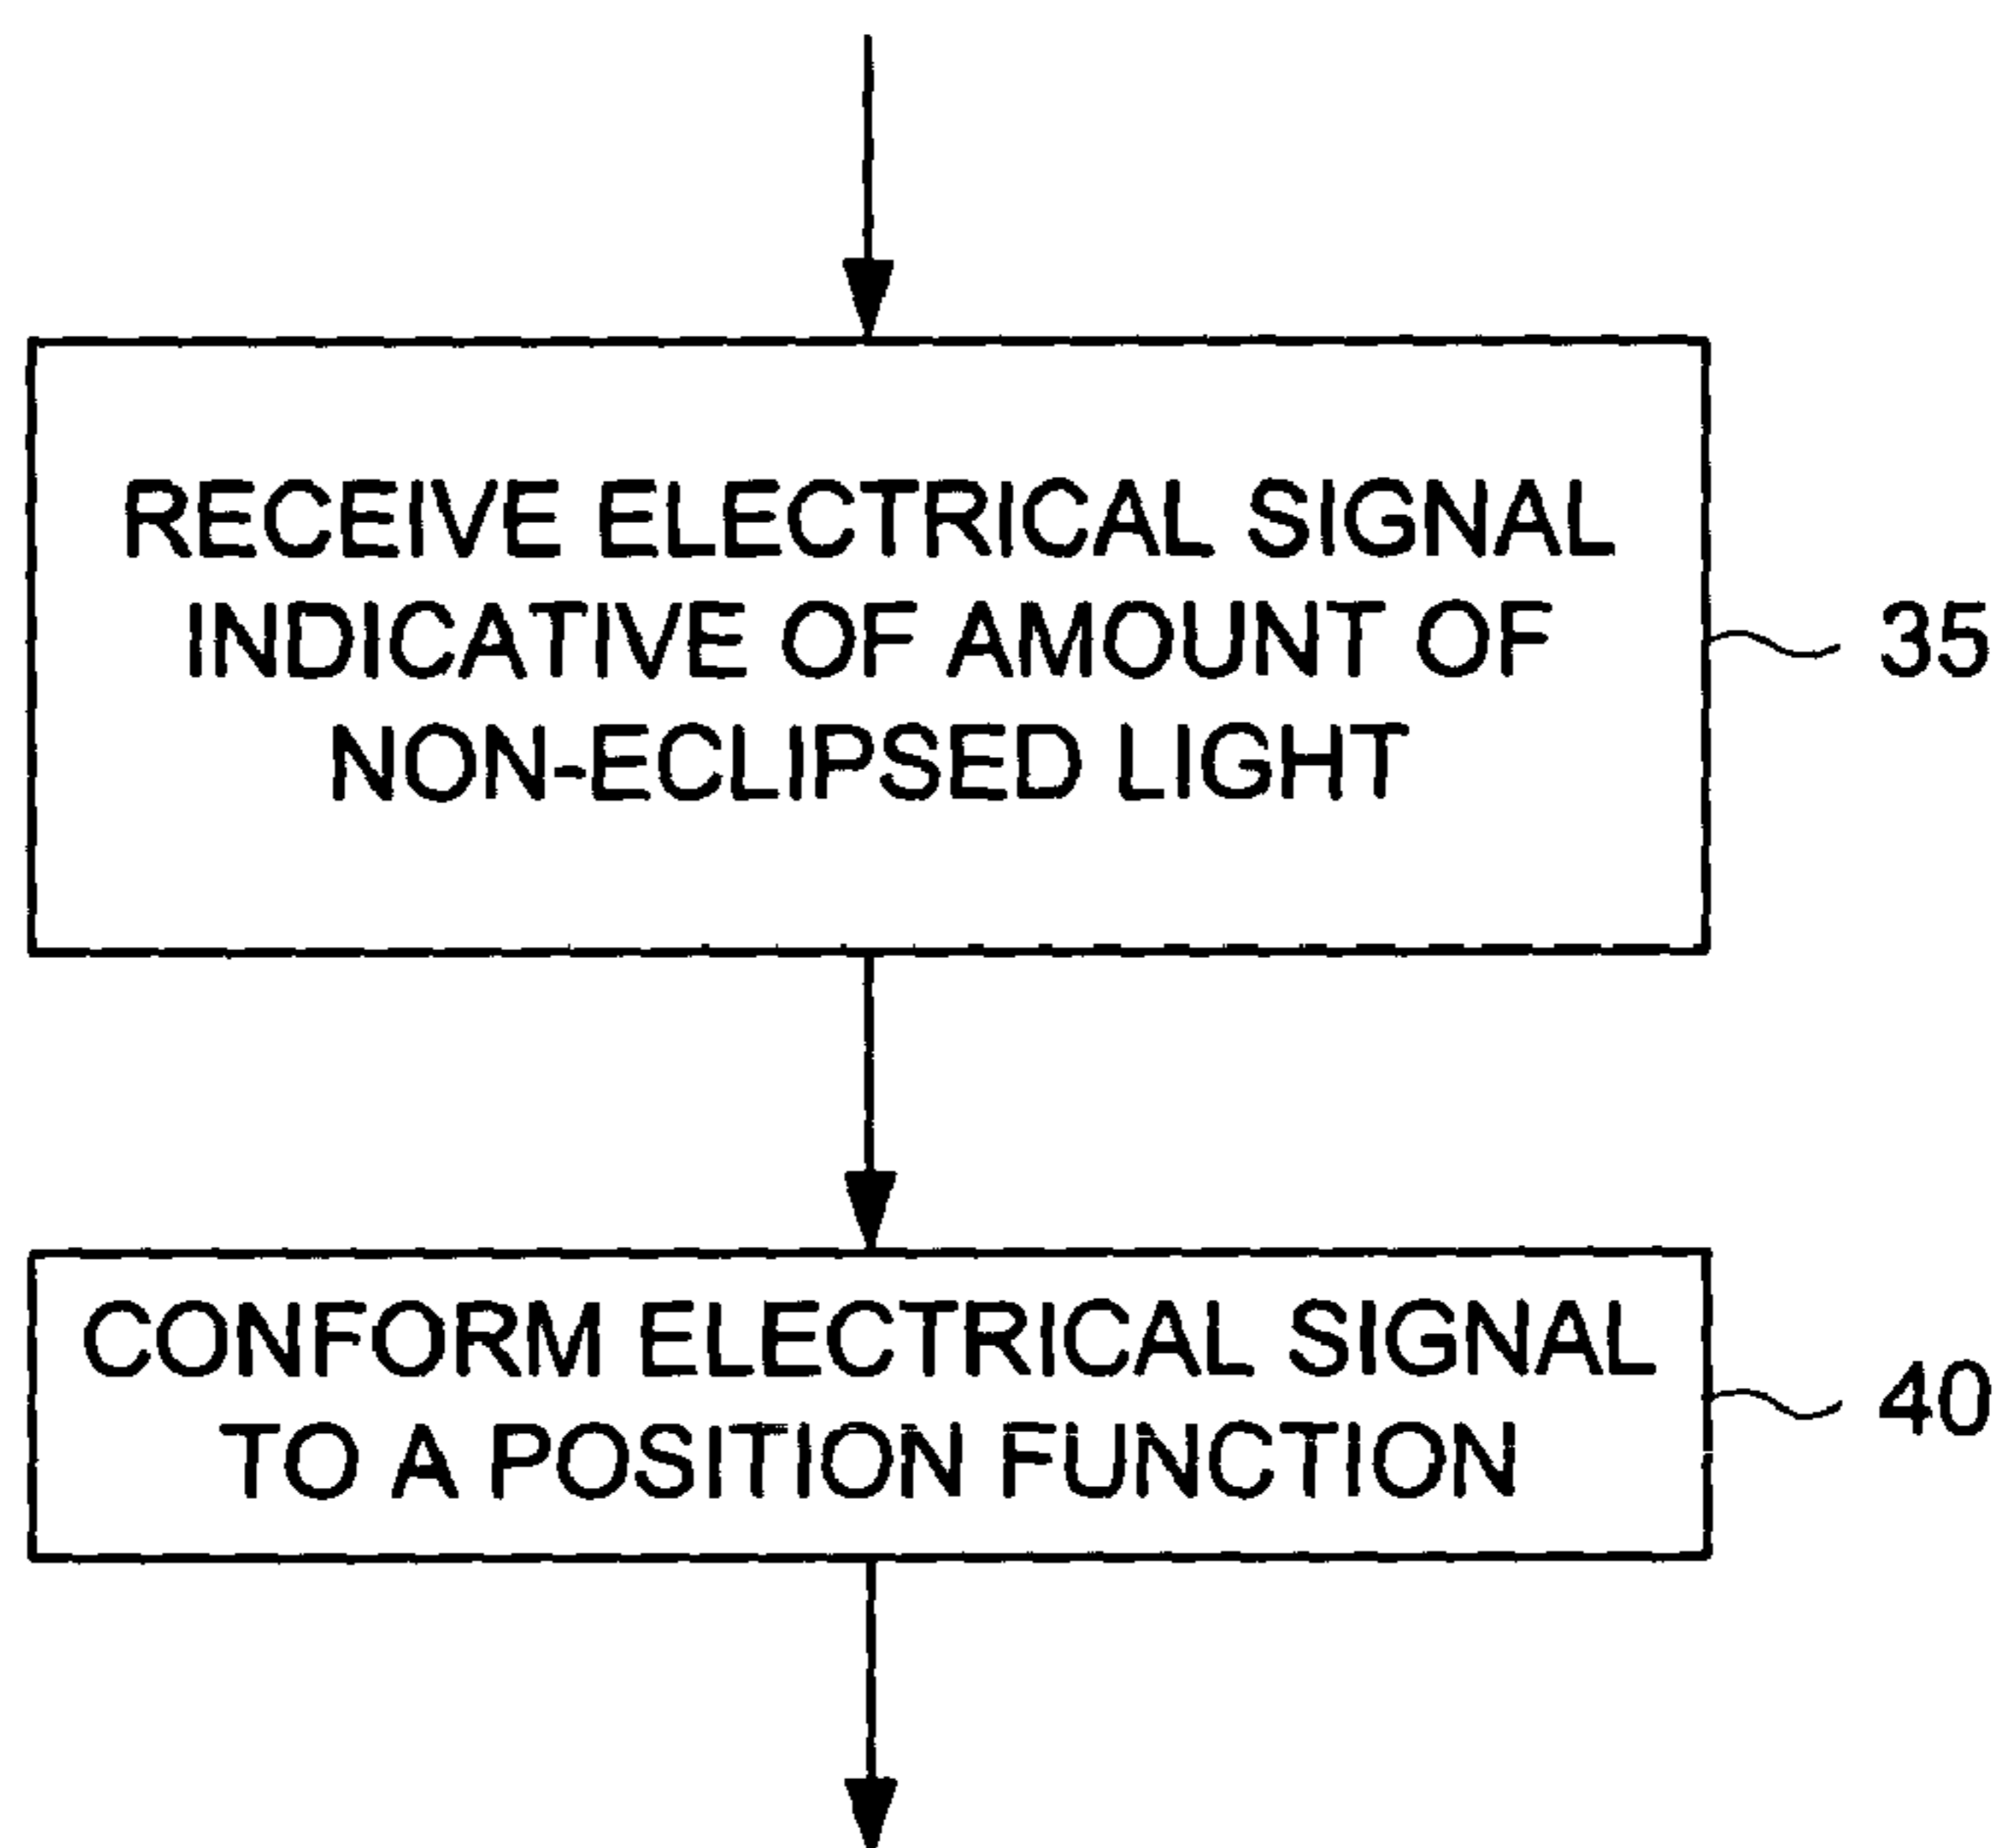 RECEIVE ELECTRICAL SIGNAL
INDICATIVE OF AMOUNT OF
NON-ECLIPSED LIGHT
35
CONFORM ELECTRICAL SIGNAL
TO A POSITION FUNCTION
40